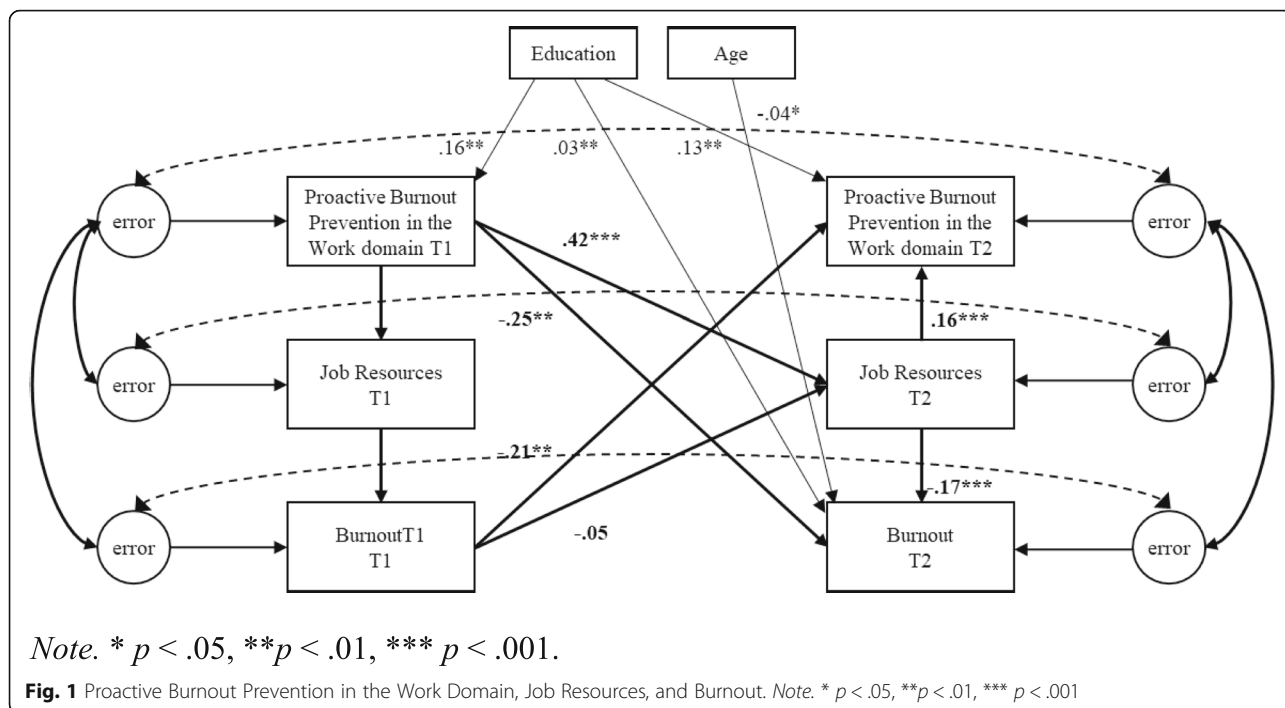 Education
Age
-.04*
.16**
.03**
.13**
error
Proactive Burnout
Prevention in the
Work domain T1
Proactive Burnout
Prevention in the
Work domain T2
error
.42***
-.25**
.16***
error
Job Resources
T1
Job Resources
T2
error
-.21**
-.17***
error
BurnoutT1
T1
-.05
Burnout
T2
error
Note. * p < .05, **p < .01, *** p < .001.
Fig. 1 Proactive Burnout Prevention in the Work Domain, Job Resources, and Burnout. Note. * p < .05, **p < .01, *** p < .001